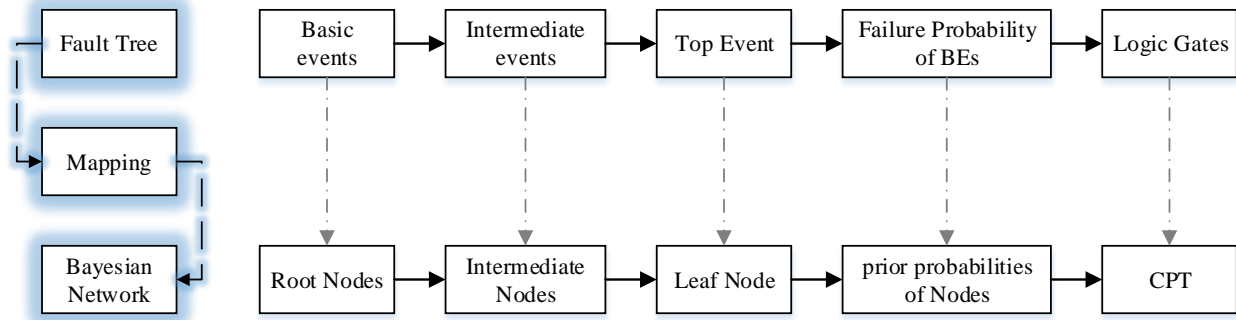 Fault Tree
Basic
events
Intermediate
events
Top Event
Failure Probability
of BEs
Logic Gates
Mapping
Bayesian
Network
Root Nodes
Intermediate
Nodes
Leaf Node
prior probabilities
of Nodes
CPT